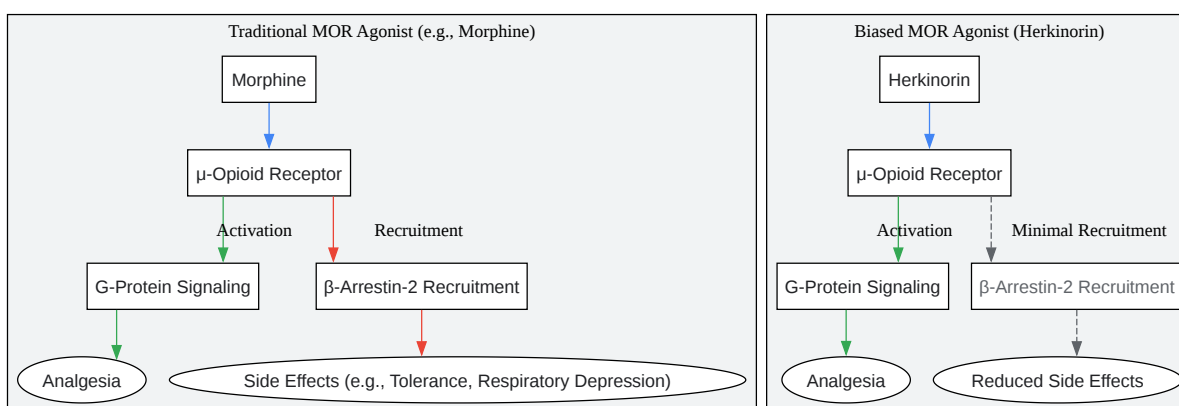 Traditional MOR Agonist (e.g., Morphine)
Morphine
μ-Opioid Receptor
Activation
Recruitment
G-Protein Signaling
β-Arrestin-2 Recruitment
Analgesia
Side Effects (e.g., Tolerance, Respiratory Depression)
Biased MOR Agonist (Herkinorin)
Herkinorin
μ-Opioid Receptor
Activation
Minimal Recruitment
G-Protein Signaling
β-Arrestin-2 Recruitment
Analgesia
Reduced Side Effects